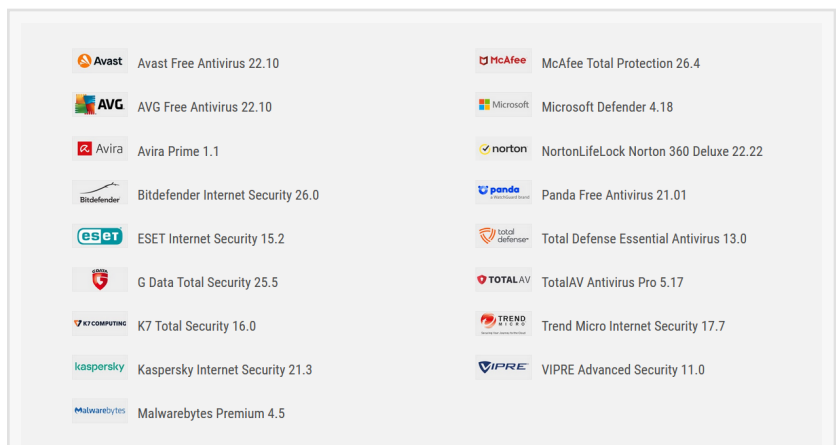 Avast Avast Free Antivirus 22.10
AVG AVG Free Antivirus 22.10
Avira Avira Prime 1.1
Bitdefender Bitdefender Internet Security 26.0
eset ESET Internet Security 15.2
G Data Total Security 25.5
K7 COMPUTING K7 Total Security 16.0
kaspersky Kaspersky Internet Security 21.3
Malwarebytes Malwarebytes Premium 4.5
McAfee McAfee Total Protection 26.4
Microsoft Microsoft Defender 4.18
norton NortonLifeLock Norton 360 Deluxe 22.22
panda Panda Free Antivirus 21.01
a WatchGuard brand
total defense Total Defense Essential Antivirus 13.0
TOTALAV TotalAV Antivirus Pro 5.17
TREND MICRO Trend Micro Internet Security 17.7
VIPRE VIPRE Advanced Security 11.0